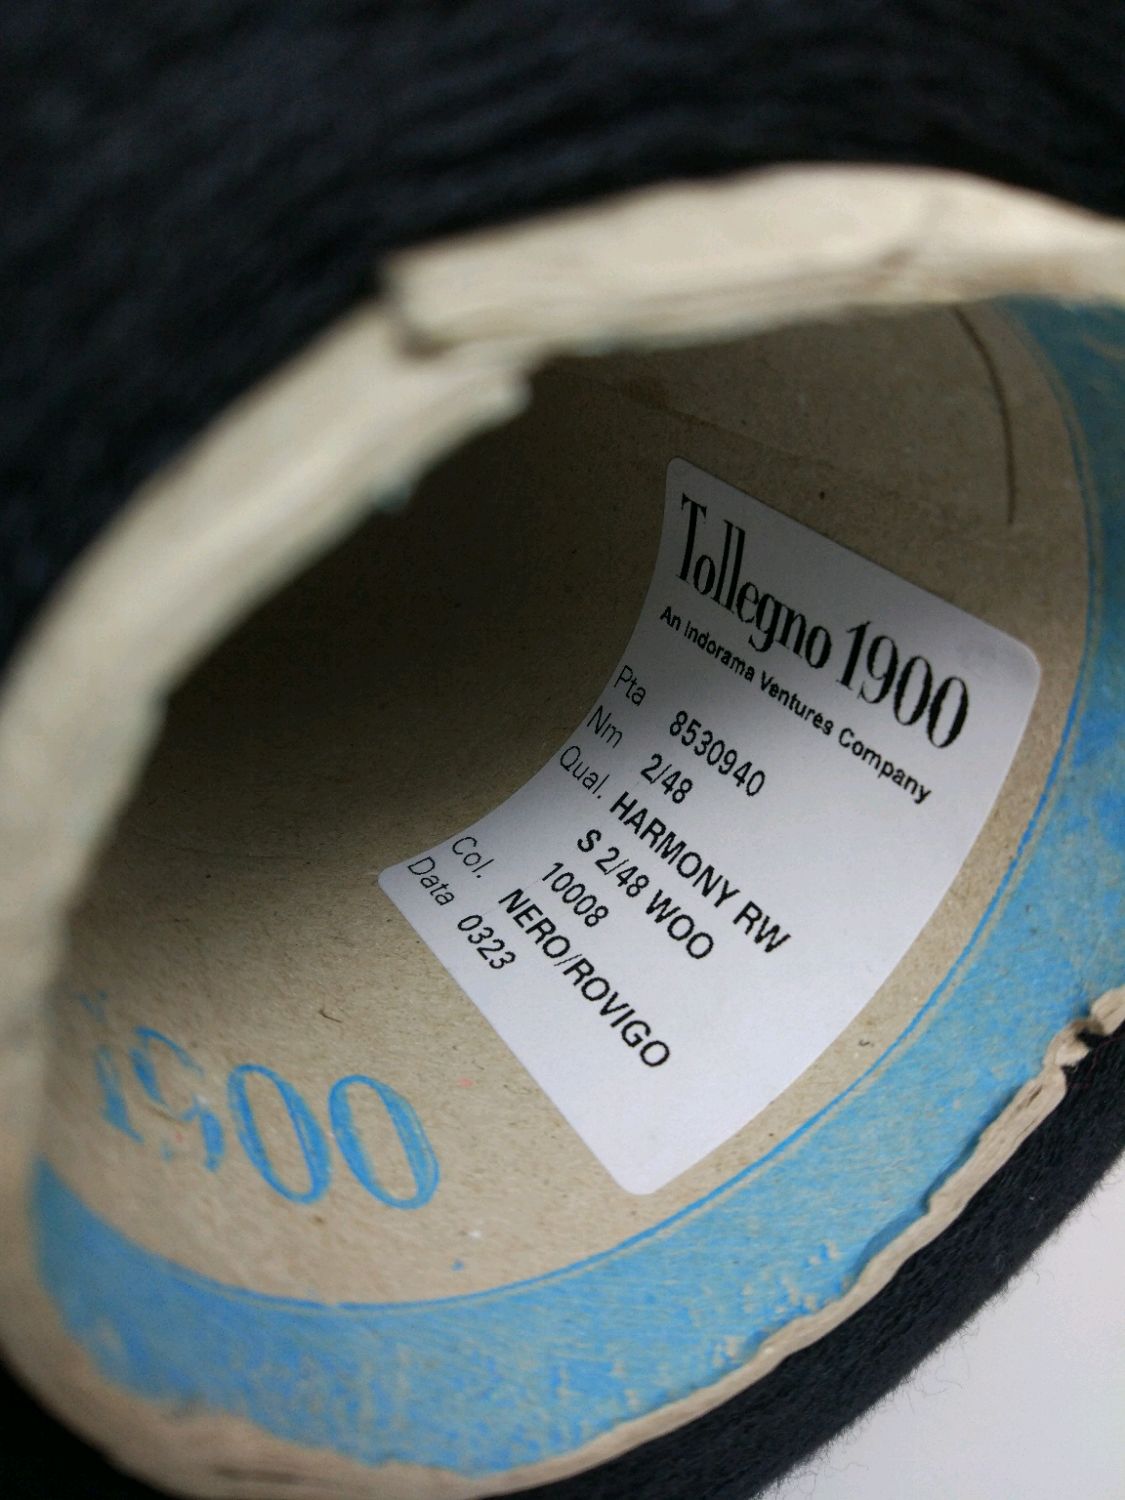 Tollegno 1900
An Indorama Ventures Company
Pta 8530940
Nm 2/48
Qual. HARMONY RW
S 2/48 WOO
Col. 10008
NERO/ROVIGO
Data 0323
00